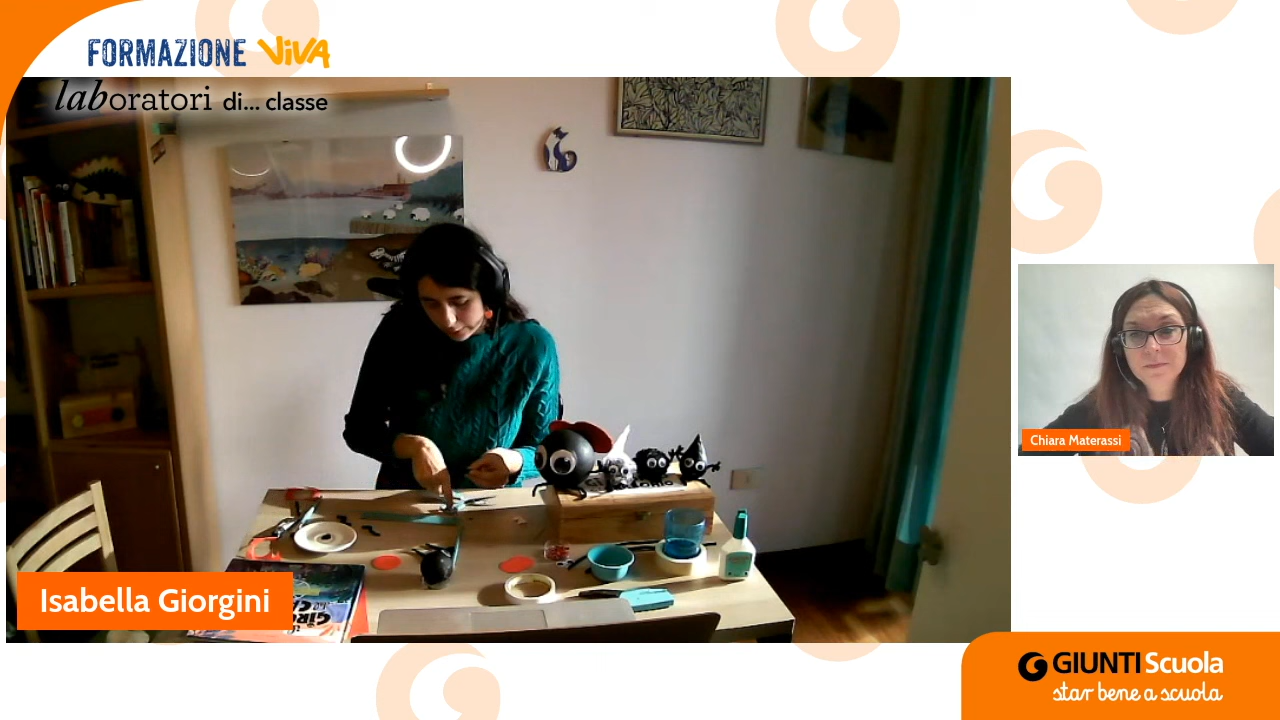 FORMAZIONE VIVA
laboratori di... classe
Chiara Materassi
Isabella Giorgini
GIUNTI Scuola
star bene a scuola